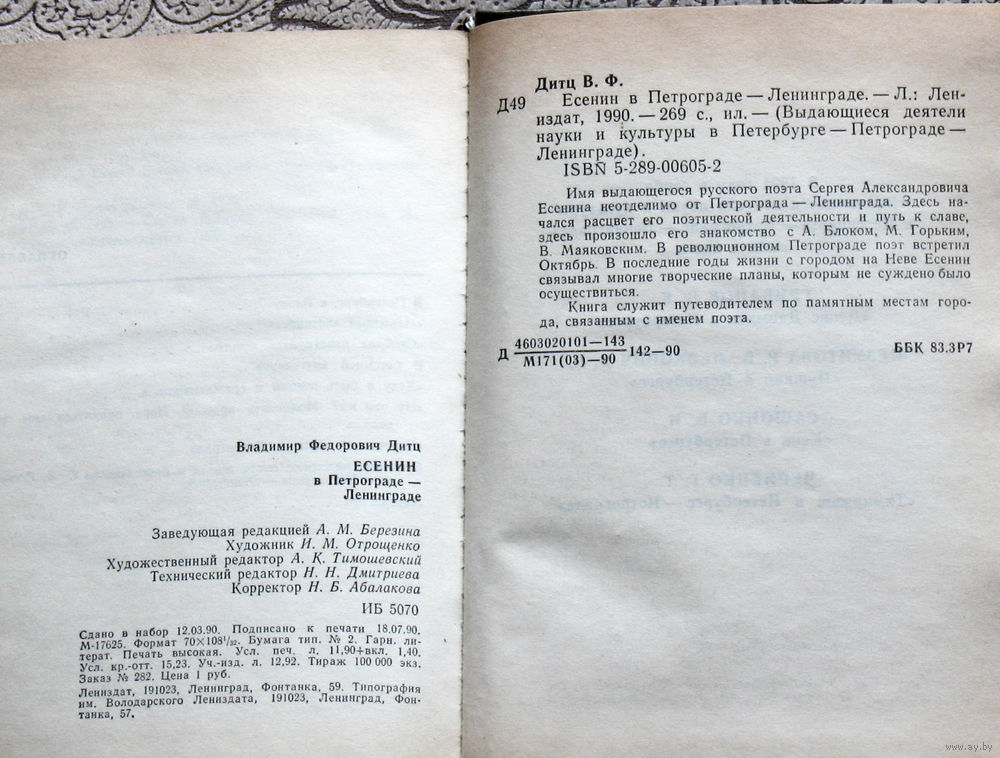 Владимир Федорович Дитц
ЕСЕНИН
в Петрограде —
Ленинграде
Заведующая редакцией А. М. Березина
Художник И. М. Отрощенко
Художественный редактор А. К. Тимошевский
Технический редактор Н. Н. Дмитриева
Корректор Н. Б. Абалакова
ИБ 5070
Сдано в набор 12.03.90. Подписано к печати 18.07.90.
М-17625. Формат 70×108¹/₃₂. Бумага тип. № 2. Гарн. ли-
терат. Печать высокая. Усл. печ. л. 11,90+вкл. 1,40.
Усл. кр.-отт. 15,23. Уч.-изд. л. 12,92. Тираж 100 000 экз.
Заказ № 282. Цена 1 руб.
Лениздат, 191023, Ленинград, Фонтанка, 59. Типография
им. Володарского Лениздата, 191023, Ленинград, Фон-
танка, 57.
Дитц В. Ф.
Д49 Есенин в Петрограде — Ленинграде. — Л.: Лен-
издат, 1990. — 269 с., ил. — (Выдающиеся деятели
науки и культуры в Петербурге — Петрограде —
Ленинграде).
ISBN 5-289-00605-2
Имя выдающегося русского поэта Сергея Александровича
Есенина неотделимо от Петрограда — Ленинграда. Здесь на-
чался расцвет его поэтической деятельности и путь к славе,
здесь произошло его знакомство с А. Блоком, М. Горьким,
В. Маяковским. В революционном Петрограде поэт встретил
Октябрь. В последние годы жизни с городом на Неве Есенин
связывал многие творческие планы, которым не суждено было
осуществиться.
Книга служит путеводителем по памятным местам горо-
да, связанным с именем поэта.
Д 4603020101—143 / М171(03)—90 142—90 ББК 83.3Р7
www.ay.by